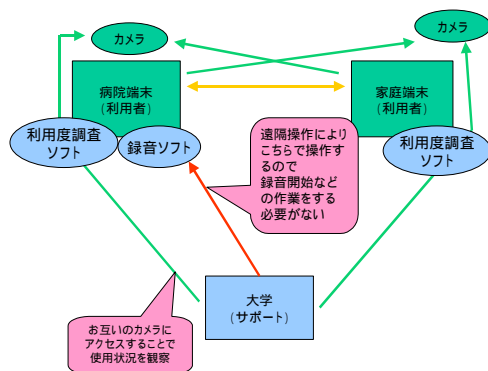 カメラ
カメラ
病院端末
(利用者)
家庭端末
(利用者)
利用度調査
ソフト
録音ソフト
遠隔操作により
こちらで操作す
るので
録音開始など
の作業をする
必要がない
利用度調査
ソフト
大学
(サポート)
お互いのカメラに
アクセスすることで
使用状況を観察